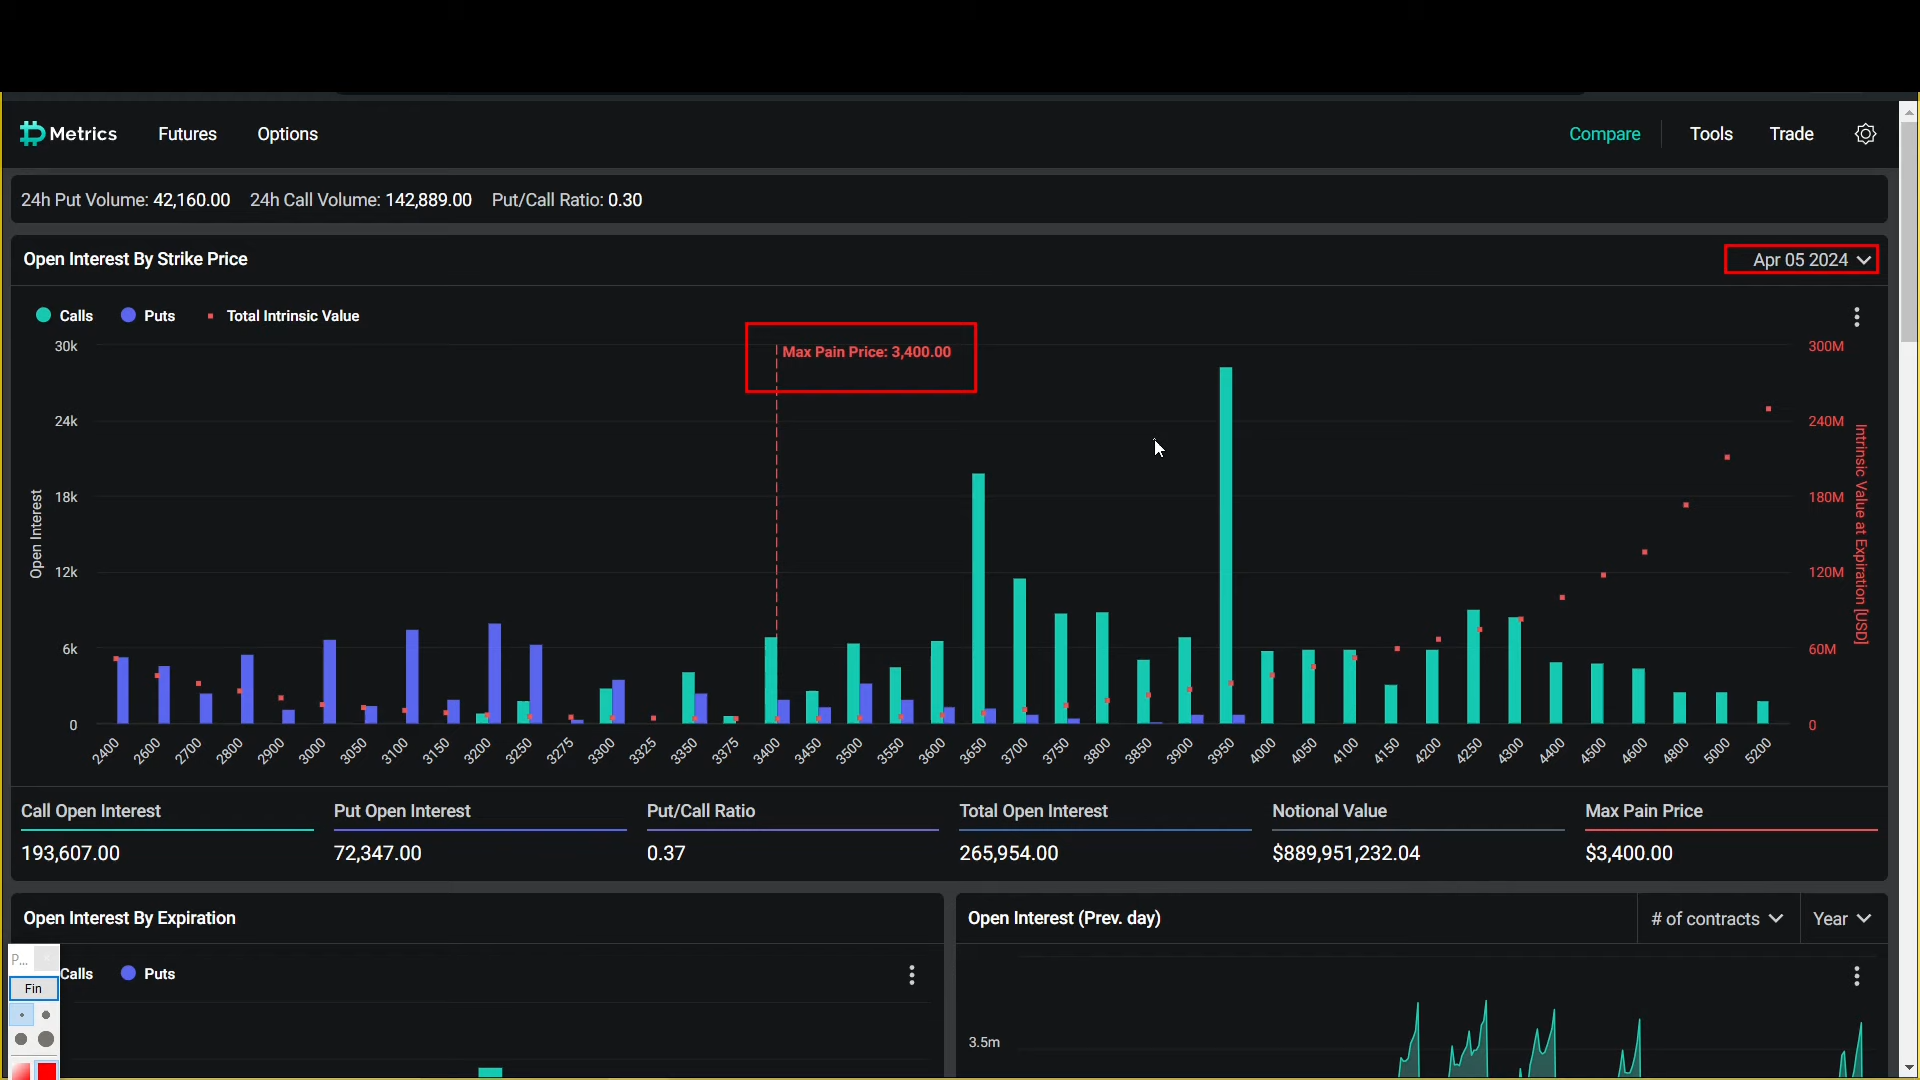 Metrics
Futures
Options
Compare
Tools
Trade
24h Put Volume: 42,160.00
24h Call Volume: 142,889.00
Put/Call Ratio: 0.30
Open Interest By Strike Price
Apr 05 2024
Calls
Puts
Total Intrinsic Value
Max Pain Price: 3,400.00
30k
24k
18k
12k
6k
0
Open Interest
300M
240M
180M
120M
60M
0
Intrinsic Value at Expiration [USD]
2400
2600
2700
2800
2900
3000
3050
3100
3150
3200
3250
3275
3300
3325
3350
3375
3400
3450
3500
3550
3600
3650
3700
3750
3800
3850
3900
3950
4000
4050
4100
4150
4200
4250
4300
4400
4500
4600
4800
5000
5200
Call Open Interest
193,607.00
Put Open Interest
72,347.00
Put/Call Ratio
0.37
Total Open Interest
265,954.00
Notional Value
$889,951,232.04
Max Pain Price
$3,400.00
Open Interest By Expiration
P...
Fin
Calls
Puts
Open Interest (Prev. day)
# of contracts
Year
3.5m